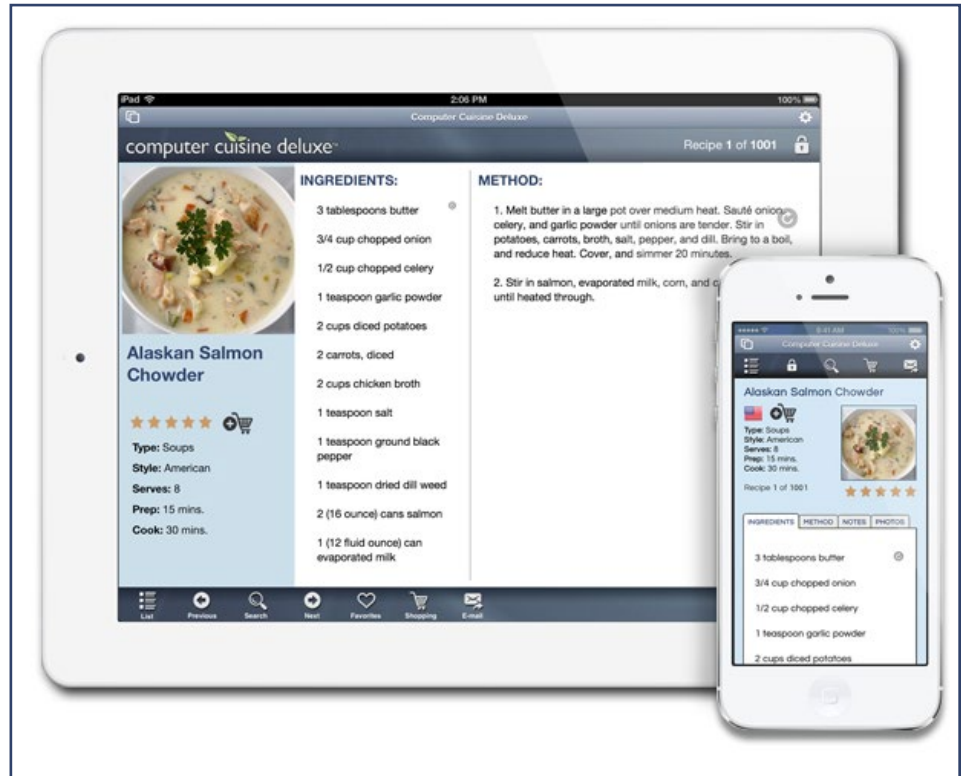 iPad
2:06 PM
100%
Computer Cuisine Deluxe
computer cuisine deluxe™
Recipe 1 of 1001
INGREDIENTS:
3 tablespoons butter
3/4 cup chopped onion
1/2 cup chopped celery
1 teaspoon garlic powder
2 cups diced potatoes
2 carrots, diced
2 cups chicken broth
1 teaspoon salt
1 teaspoon ground black
pepper
1 teaspoon dried dill weed
2 (16 ounce) cans salmon
1 (12 fluid ounce) can
evaporated milk
METHOD:
1. Melt butter in a large pot over medium heat. Sauté onion,
celery, and garlic powder until onions are tender. Stir in
potatoes, carrots, broth, salt, pepper, and dill. Bring to a boil,
and reduce heat. Cover, and simmer 20 minutes.
2. Stir in salmon, evaporated milk, corn, and
until heated through.
Alaskan Salmon
Chowder
Type: Soups
Style: American
Serves: 8
Prep: 15 mins.
Cook: 30 mins.
List
Previous
Search
Next
Favorites
Shopping
E-mail
9:41 AM
100%
Computer Cuisine Deluxe
Alaskan Salmon Chowder
Type: Soups
Style: American
Serves: 8
Prep: 15 mins.
Cook: 30 mins.
Recipe 1 of 1001
INGREDIENTS METHOD NOTES PHOTOS
3 tablespoons butter
3/4 cup chopped onion
1/2 cup chopped celery
1 teaspoon garlic powder
2 cups diced potatoes